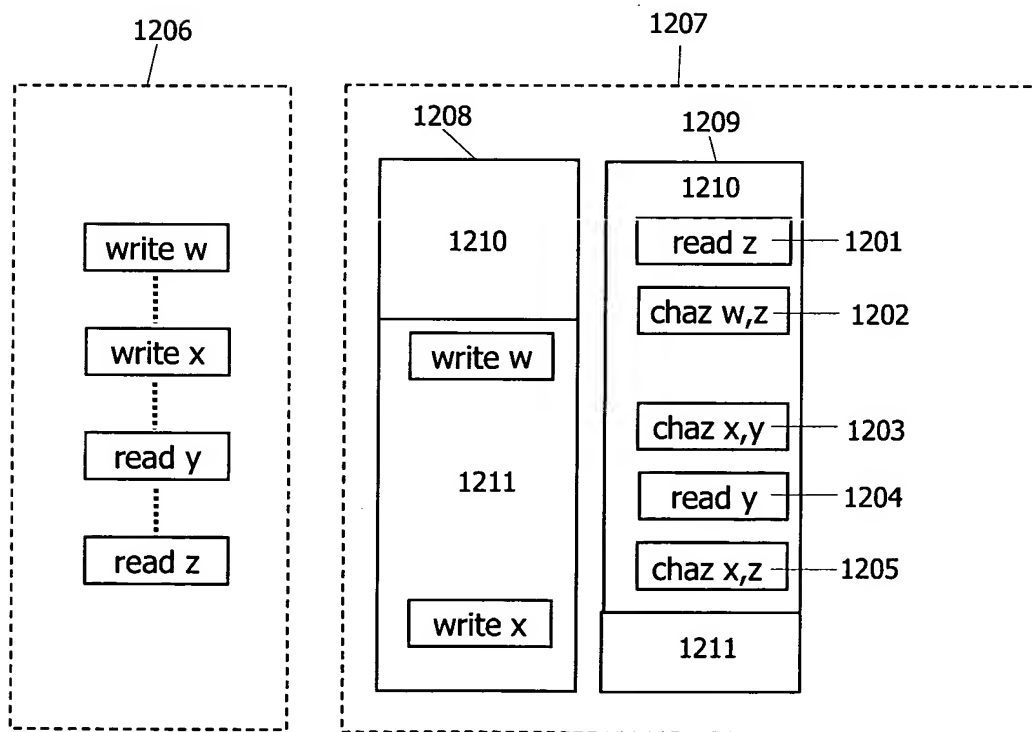 1206
write w
write x
read y
read z
1207
1208
1210
write w
1211
write x
1209
1210
read z
1201
chaz w,z
1202
chaz x,y
1203
read y
1204
chaz x,z
1205
1211